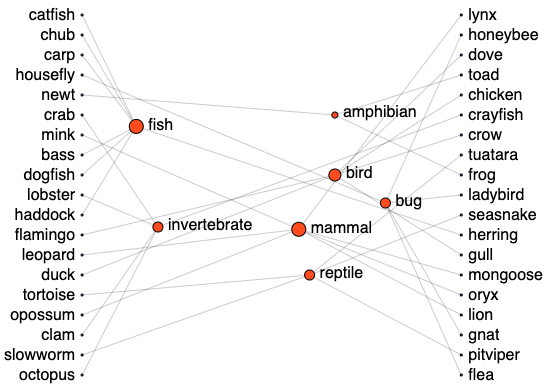 catfish
chub
carp
housefly
newt
crab
mink
bass
dogfish
lobster
haddock
flamingo
leopard
duck
tortoise
opossum
clam
slowworm
octopus
fish
invertebrate
amphibian
bird
bug
mammal
reptile
lynx
honeybee
dove
toad
chicken
crayfish
crow
tuatara
frog
ladybird
seasnake
herring
gull
mongoose
oryx
lion
gnat
pitviper
flea